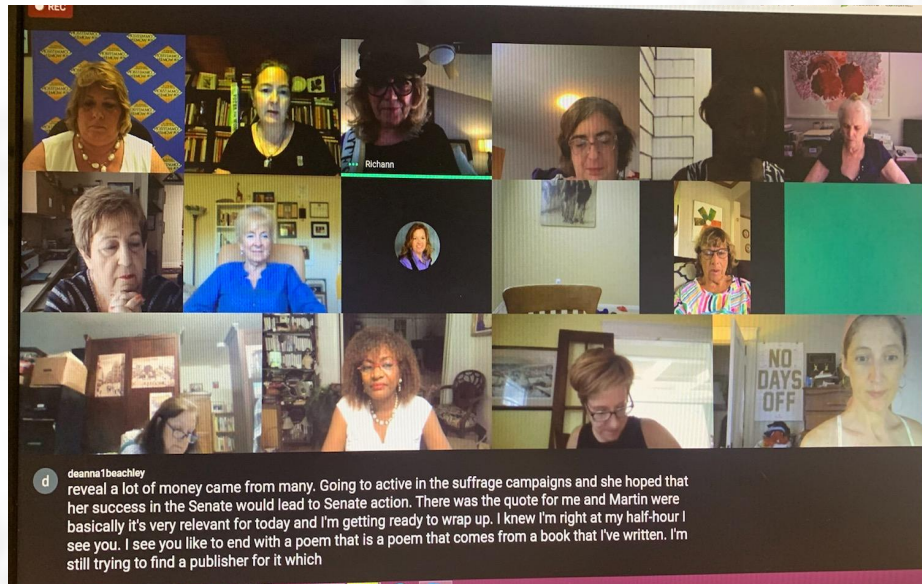 REC
Richann
NO
DAYS
OFF
d
deanna1beachley
reveal a lot of money came from many. Going to active in the suffrage campaigns and she hoped that
her success in the Senate would lead to Senate action. There was the quote for me and Martin were
basically it's very relevant for today and I'm getting ready to wrap up. I knew I'm right at my half-hour I
see you. I see you like to end with a poem that is a poem that comes from a book that I've written. I'm
still trying to find a publisher for it which